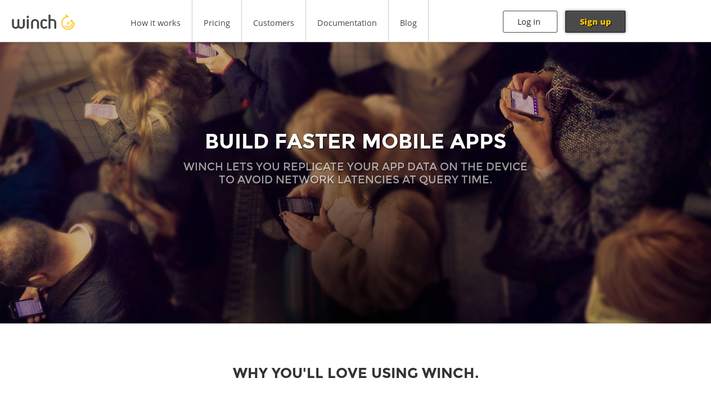 winch
How it works
Pricing
Customers
Documentation
Blog
Log in
Sign up
BUILD FASTER MOBILE APPS
WINCH LETS YOU REPLICATE YOUR APP DATA ON THE DEVICE
TO AVOID NETWORK LATENCIES AT QUERY TIME.
WHY YOU'LL LOVE USING WINCH.